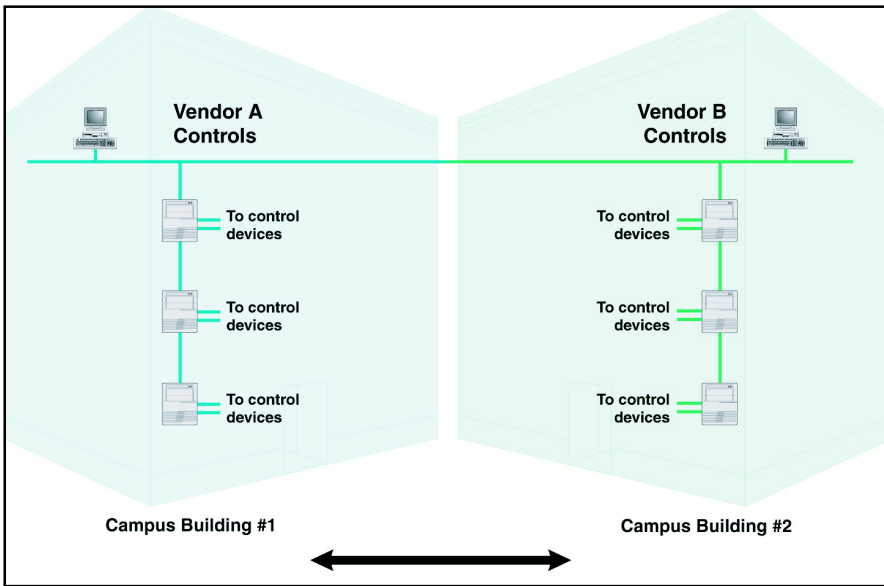 Vendor A
Controls
Vendor B
Controls
To control
devices
To control
devices
To control
devices
To control
devices
To control
devices
To control
devices
Campus Building #1
Campus Building #2